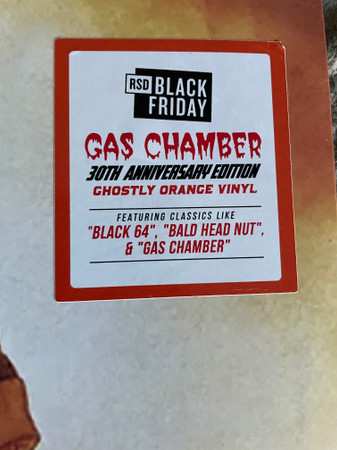 RSD BLACK
FRIDAY
GAS CHAMBER
30TH ANNIVERSARY EDITION
GHOSTLY ORANGE VINYL
FEATURING CLASSICS LIKE
"BLACK 64", "BALD HEAD NUT",
& "GAS CHAMBER"